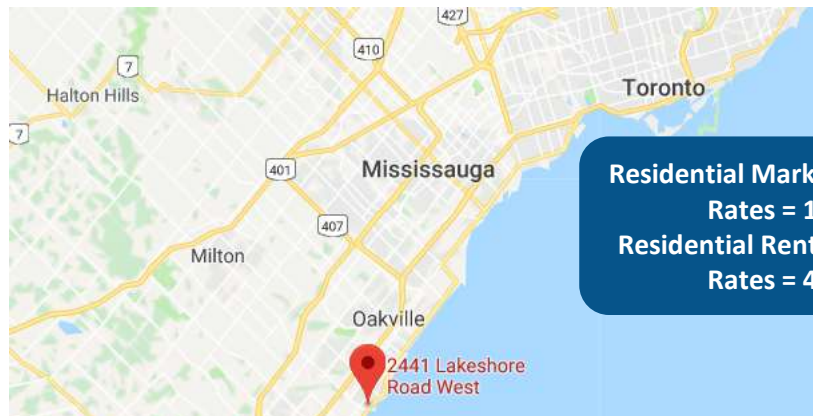 427
410
7
Halton Hills
Toronto
7
401
Mississauga
407
Milton
Oakville
2441 Lakeshore
Road West
Residential Mark
Rates = 1
Residential Rent
Rates = 4